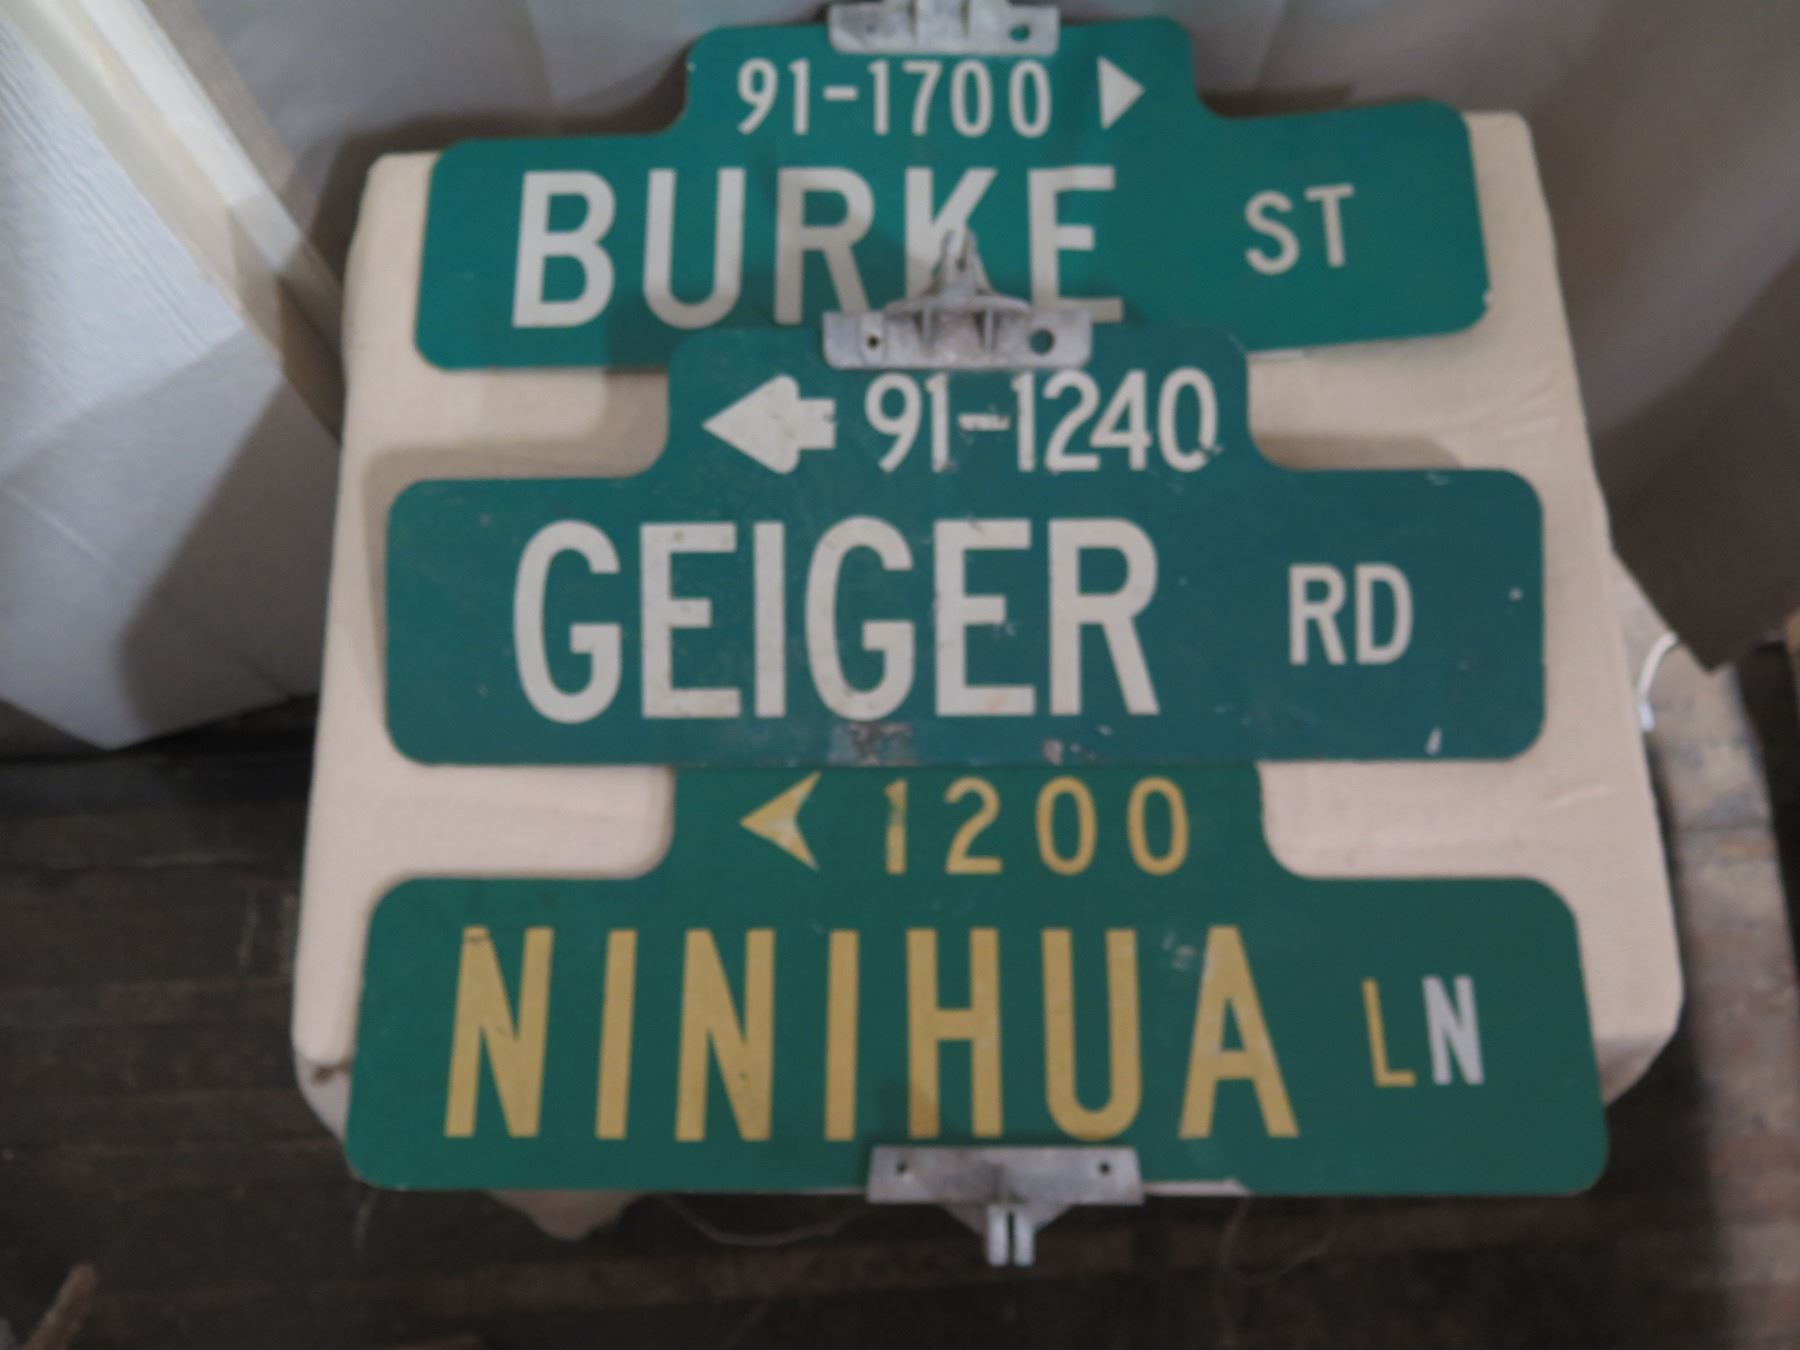 91-1700
BURKE ST
91-1240
GEIGER RD
1200
NINIHUA LN